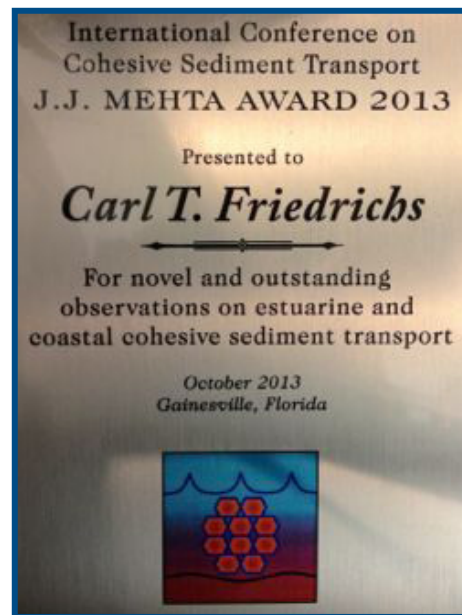 International Conference on
Cohesive Sediment Transport
J.J. MEHTA AWARD 2013
Presented to
Carl T. Friedrichs
For novel and outstanding
observations on estuarine and
coastal cohesive sediment transport
October 2013
Gainesville, Florida